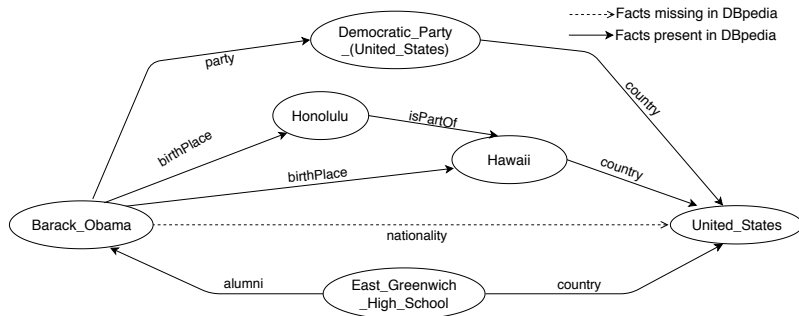 Facts missing in DBpedia
Facts present in DBpedia
Democratic_Party
_(United_States)
party
country
Honolulu
isPartOf
birthPlace
Hawaii
country
birthPlace
Barack_Obama
United_States
nationality
alumni
East_Greenwich
_High_School
country